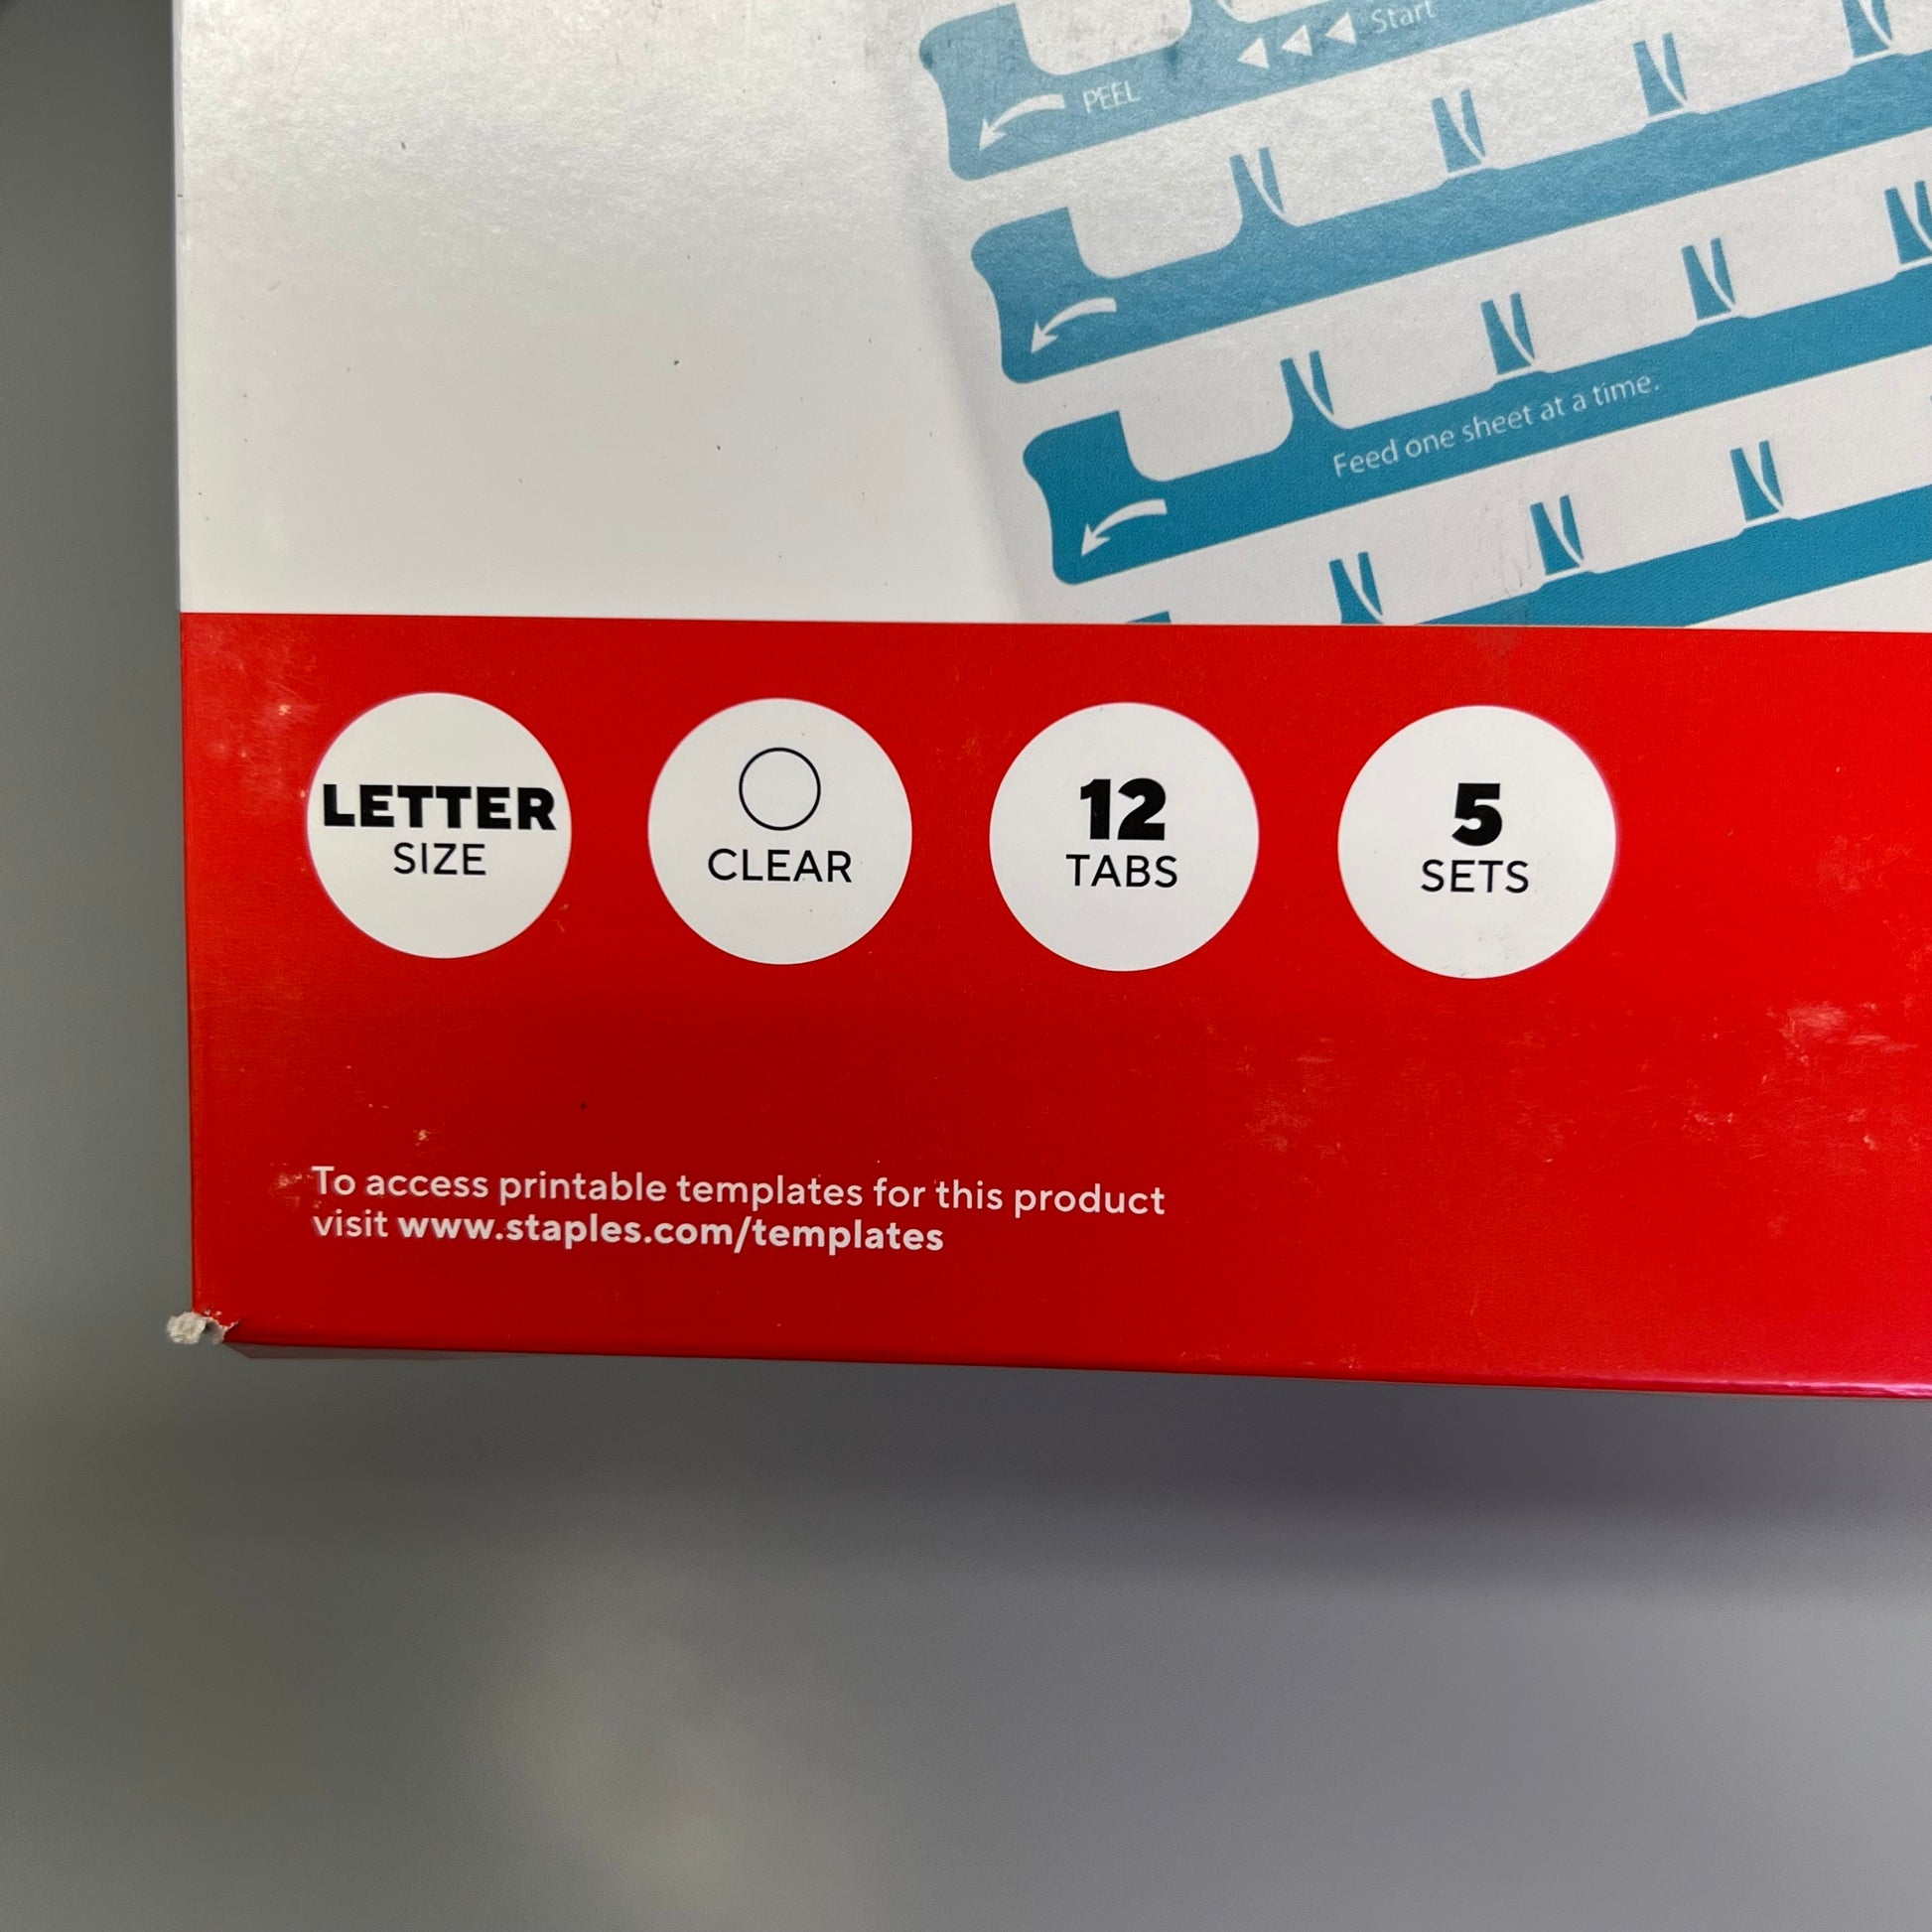 Start
PEEL
Feed one sheet at a time.
LETTER
SIZE
CLEAR
12
TABS
5
SETS
To access printable templates for this product
visit www.staples.com/templates